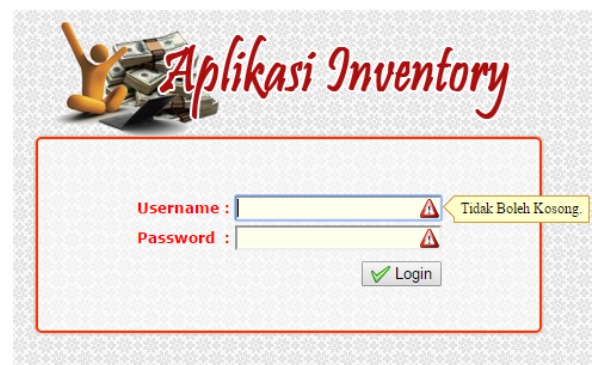 Aplikasi Inventory
Username : Tidak Boleh Kosong.
Password :
Login